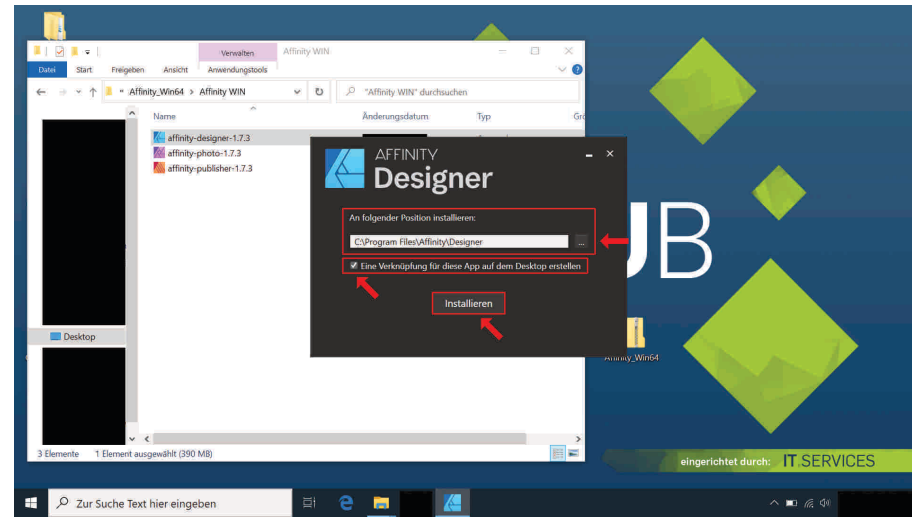 Verwalten
Affinity WIN
Datei Start Freigeben Ansicht Anwendungstools
Affinity_Win64 Affinity WIN
"Affinity WIN" durchsuchen
Name Änderungsdatum Typ
affinity-designer-1.7.3
affinity-photo-1.7.3
affinity-publisher-1.7.3
AFFINITY
Designer
An folgender Position installieren:
C:\Program Files\Affinity\Designer
...
Eine Verknüpfung für diese App auf dem Desktop erstellen
Installieren
UB
Desktop
Affinity_Win64
3 Elemente 1 Element ausgewählt (390 MB)
eingerichtet durch: IT.SERVICES
Zur Suche Text hier eingeben